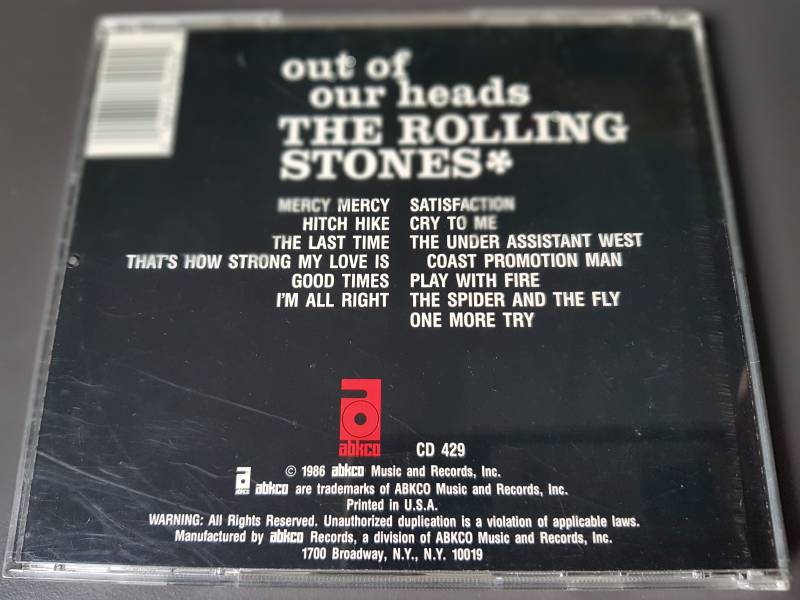 out of
our heads
THE ROLLING
STONES*
MERCY MERCY
HITCH HIKE
THE LAST TIME
THAT'S HOW STRONG MY LOVE IS
GOOD TIMES
I'M ALL RIGHT
SATISFACTION
CRY TO ME
THE UNDER ASSISTANT WEST
COAST PROMOTION MAN
PLAY WITH FIRE
THE SPIDER AND THE FLY
ONE MORE TRY
abkco
CD 429
© 1986 abkco Music and Records, Inc.
a abkco abkco are trademarks of ABKCO Music and Records, Inc.
Printed in U.S.A.
WARNING: All Rights Reserved. Unauthorized duplication is a violation of applicable laws.
Manufactured by abkco Records, a division of ABKCO Music and Records, Inc.
1700 Broadway, N.Y., N.Y. 10019